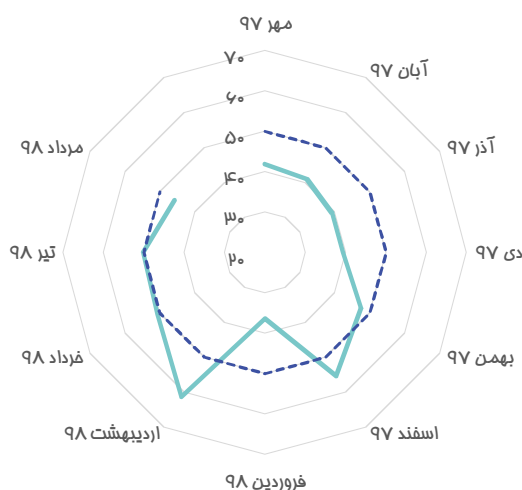 مهر ۹۷
آبان ۹۷
آذر ۹۷
دی ۹۷
بهمن ۹۷
اسفند ۹۷
فروردین ۹۸
اردیبهشت ۹۸
خرداد ۹۸
تیر ۹۸
مرداد ۹۸
۷۰
۶۰
۵۰
۴۰
۳۰
۲۰